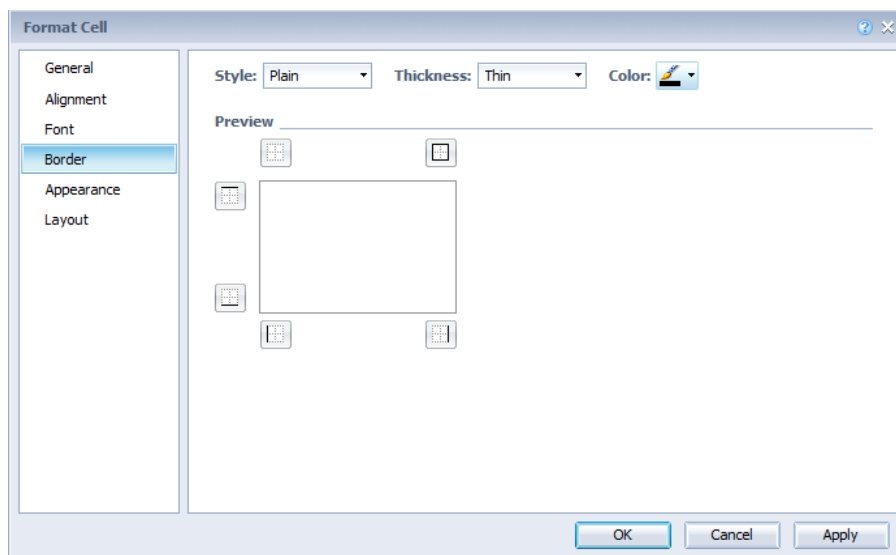 Format Cell
General
Alignment
Font
Border
Appearance
Layout
Style: Plain Thickness: Thin Color:
Preview
OK Cancel Apply